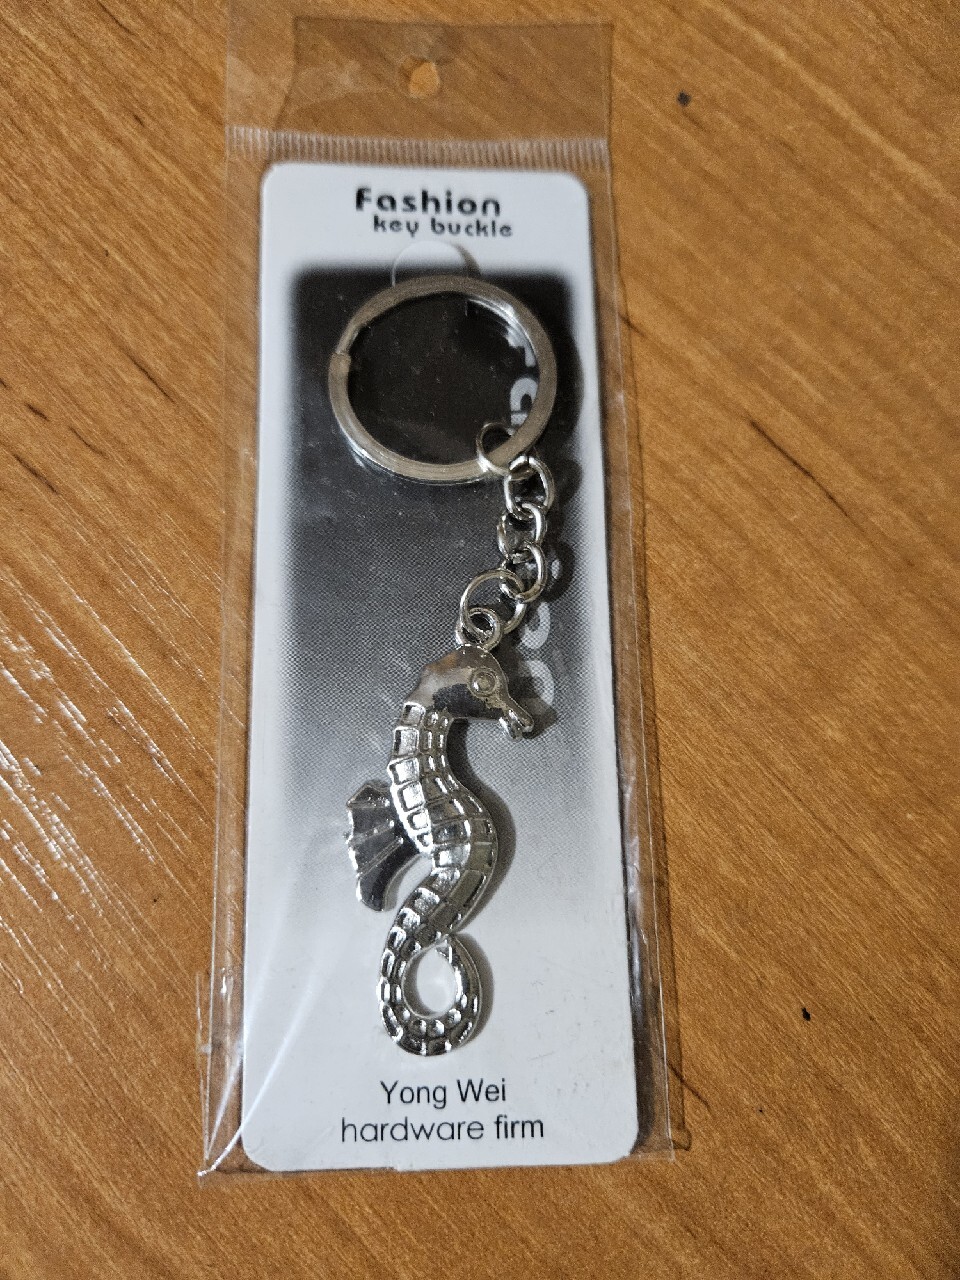 Fashion
key buckle
Yong Wei
hardware firm